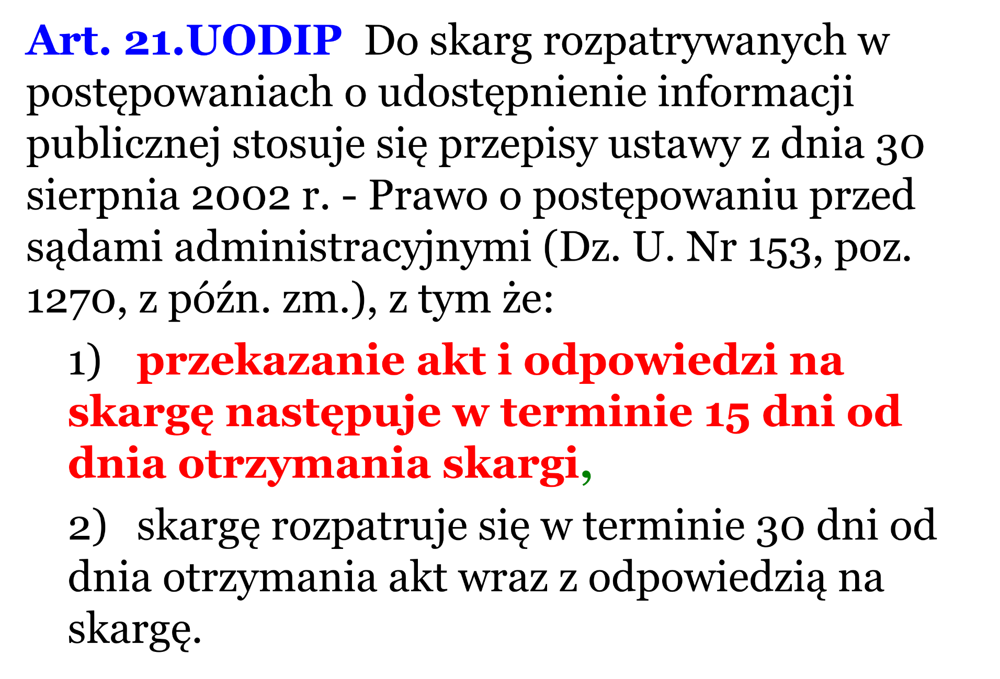 Art. 21.UODIP Do skarg rozpatrywanych w
postępowaniach o udostępnienie informacji
publicznej stosuje się przepisy ustawy z dnia 30
sierpnia 2002 r. - Prawo o postępowaniu przed
sądami administracyjnymi (Dz. U. Nr 153, poz.
1270, z późn. zm.), z tym że:
1) przekazanie akt i odpowiedzi na
skargę następuje w terminie 15 dni od
dnia otrzymania skargi,
2) skargę rozpatruje się w terminie 30 dni od
dnia otrzymania akt wraz z odpowiedzią na
skargę.